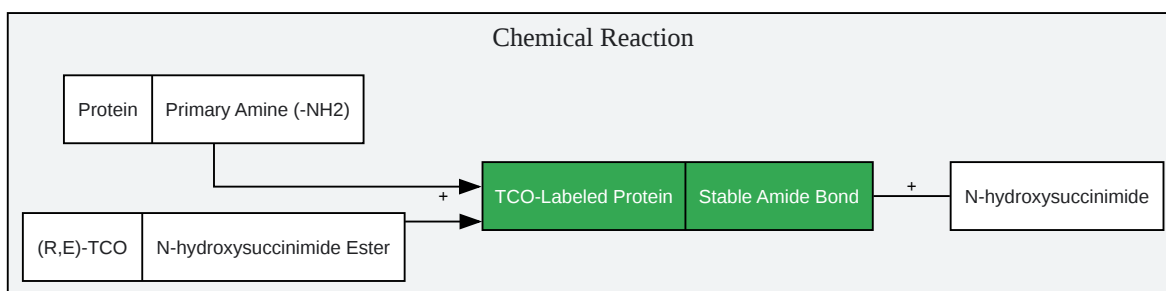 Chemical Reaction
Protein
Primary Amine (-NH2)
+
TCO-Labeled Protein
Stable Amide Bond
+
N-hydroxysuccinimide
(R,E)-TCO
N-hydroxysuccinimide Ester